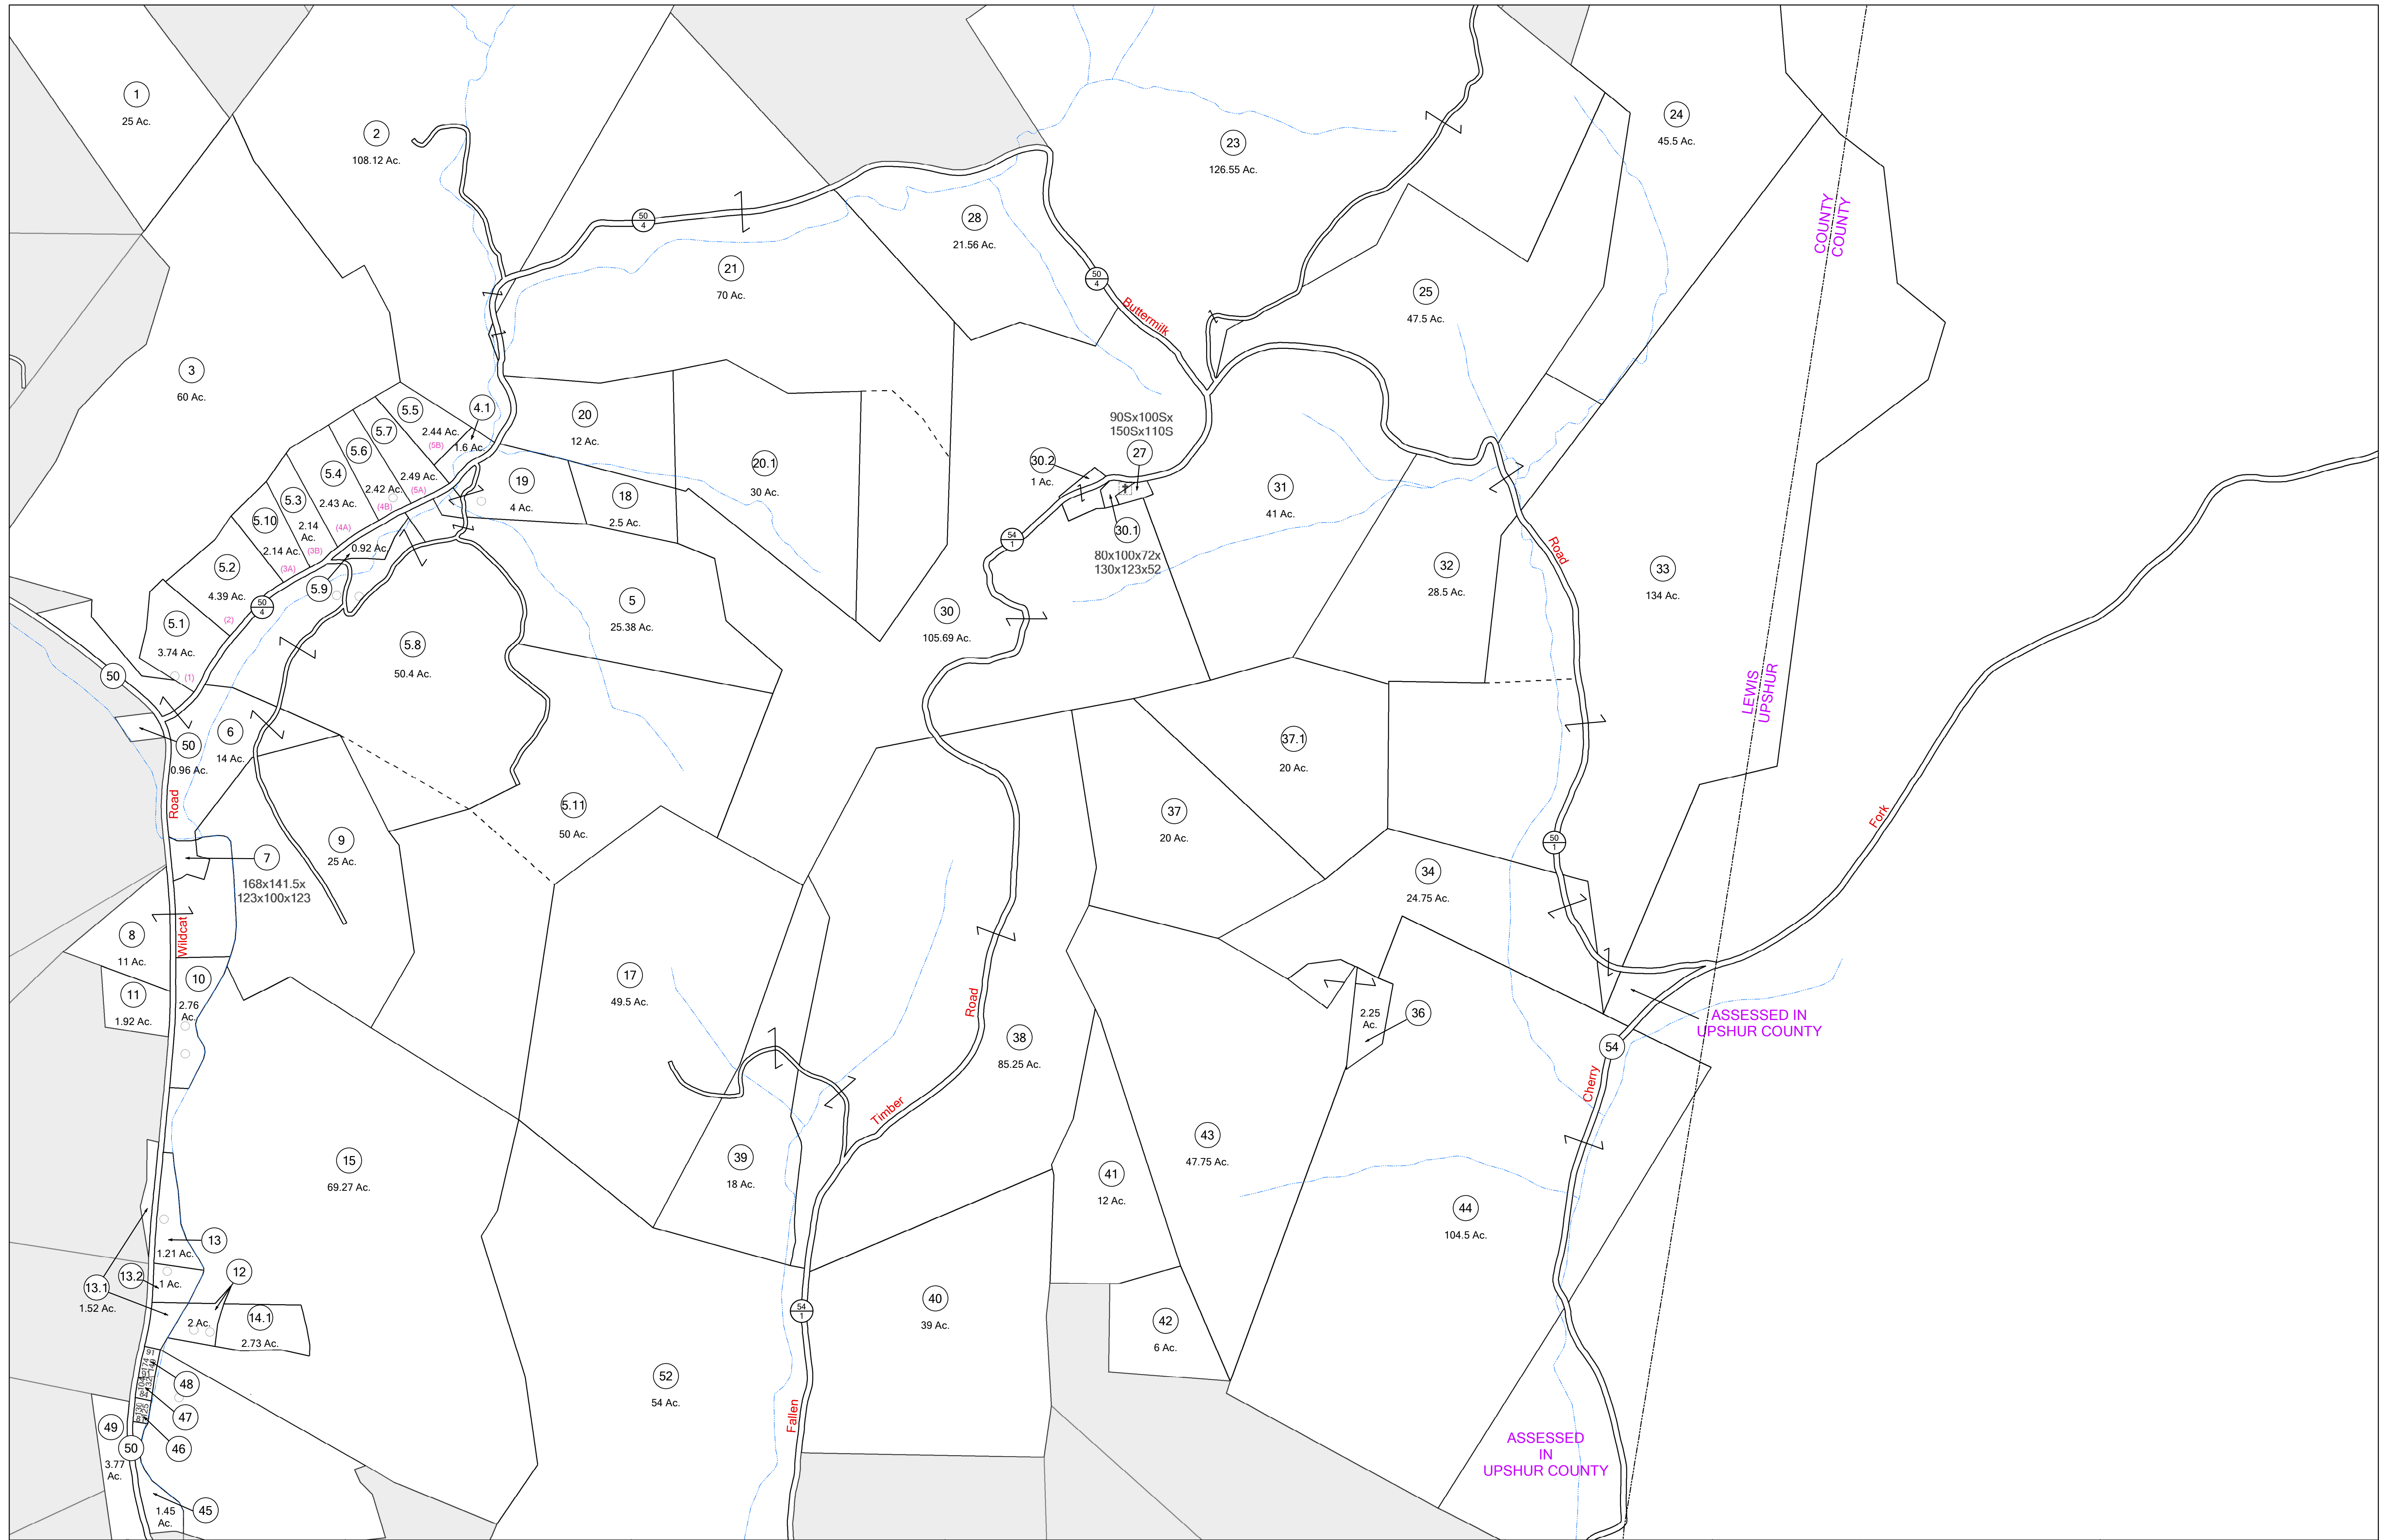 1
25 Ac.
2
108.12 Ac.
24
45.5 Ac.
23
126.55 Ac.
28
21.56 Ac.
50
4
COUNTY
COUNTY
21
70 Ac.
50
4
Buttermilk
25
47.5 Ac.
3
60 Ac.
5.5
4.1
2.44 Ac.
(5B)
1.6 Ac.
5.7
5.6
2.49 Ac.
(5A)
5.4
2.42 Ac.
(4B)
5.3
2.43 Ac.
(4A)
5.10
2.14
Ac.
(3B)
2.14 Ac.
(3A)
0.92 Ac.
5.9
5.2
4.39 Ac.
(2)
50
4
5.1
3.74 Ac.
(1)
20
12 Ac.
19
4 Ac.
18
2.5 Ac.
20.1
30 Ac.
90Sx100Sx
150Sx110S
27
30.2
1 Ac.
30.1
80x100x72x
130x123x52
54
1
31
41 Ac.
32
28.5 Ac.
Road
33
134 Ac.
5
25.38 Ac.
30
105.69 Ac.
5.8
50.4 Ac.
50
LEWIS
UPSHUR
6
14 Ac.
50
0.96 Ac.
Road
37.1
20 Ac.
5.11
50 Ac.
37
20 Ac.
9
25 Ac.
7
168x141.5x
123x100x123
50
1
Fork
34
24.75 Ac.
8
11 Ac.
Wildcat
10
2.76
Ac.
11
1.92 Ac.
17
49.5 Ac.
Road
38
85.25 Ac.
2.25
Ac.
36
ASSESSED IN
UPSHUR COUNTY
54
Cherry
Timber
43
47.75 Ac.
15
69.27 Ac.
39
18 Ac.
41
12 Ac.
44
104.5 Ac.
13
1.21 Ac.
13.2
1 Ac.
12
13.1
1.52 Ac.
2 Ac.
14.1
2.73 Ac.
54
1
40
39 Ac.
42
6 Ac.
91
48
47
46
52
54 Ac.
Fallen
49
50
3.77
Ac.
45
1.45
Ac.
ASSESSED
IN
UPSHUR COUNTY